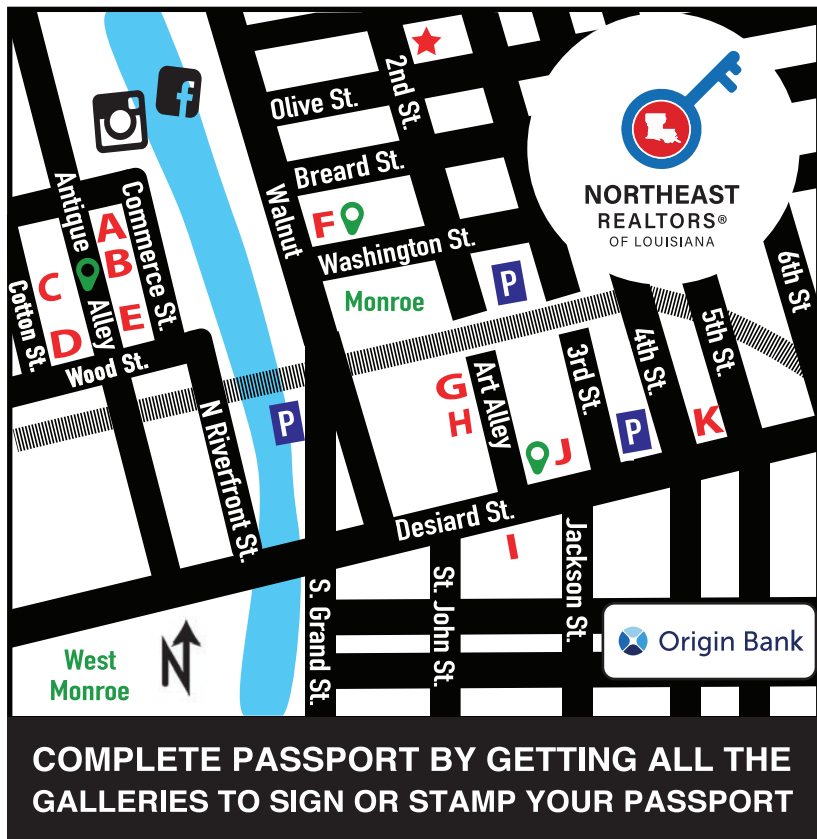 2nd St.
Olive St.
Breard St.
Walnut
F
Washington St.
Monroe
P
NORTHEAST
REALTORS®
OF LOUISIANA
6th St
Antique
Alley
Commerce St.
A
B
C
D
E
Cotton St.
Wood St.
N Riverfront St.
P
G
H
Art Alley
3rd St.
4th St.
5th St.
J
P
K
Desiard St.
I
Jackson St.
St. John St.
S. Grand St.
West
Monroe
N
Origin Bank
COMPLETE PASSPORT BY GETTING ALL THE
GALLERIES TO SIGN OR STAMP YOUR PASSPORT